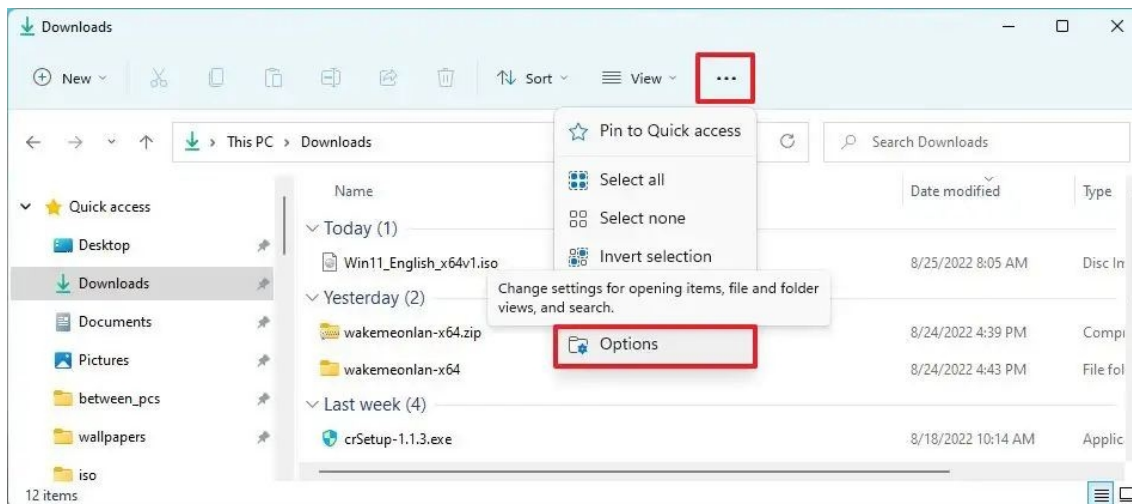 Downloads
New
Sort
View
Pin to Quick access
This PC > Downloads
Search Downloads
Select all
Select none
Invert selection
Change settings for opening items, file and folder
views, and search.
Options
Quick access
Desktop
Downloads
Documents
Pictures
between_pcs
wallpapers
iso
Name
Date modified
Type
Today (1)
Win11_English_x64v1.iso
8/25/2022 8:05 AM
Disc Im
Yesterday (2)
wakemeonlan-x64.zip
8/24/2022 4:39 PM
Compr
wakemeonlan-x64
8/24/2022 4:43 PM
File fol
Last week (4)
crSetup-1.1.3.exe
8/18/2022 10:14 AM
Applic
12 items